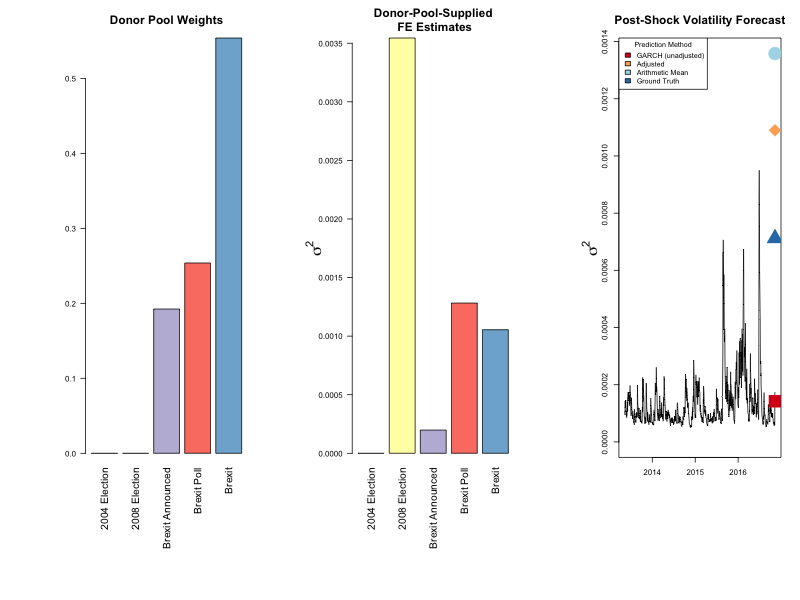 Donor Pool Weights
0.5
0.4
0.3
0.2
0.1
0.0
2004 Election
2008 Election
Brexit Announced
Brexit Poll
Brexit
Donor-Pool-Supplied
FE Estimates
σ²
0.0035
0.0030
0.0025
0.0020
0.0015
0.0010
0.0005
0.0000
2004 Election
2008 Election
Brexit Announced
Brexit Poll
Brexit
Post-Shock Volatility Forecast
Prediction Method
GARCH (unadjusted)
Adjusted
Arithmetic Mean
Ground Truth
σ²
0.0014
0.0012
0.0010
0.0008
0.0006
0.0004
0.0002
0.0000
2014
2015
2016